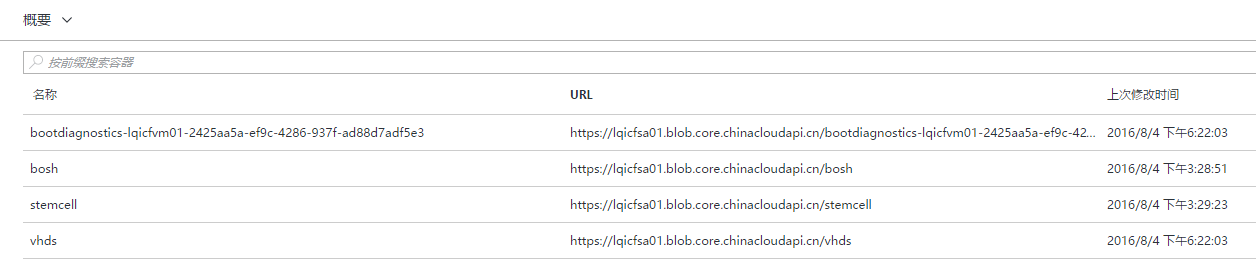 概要
按前缀搜索容器
名称 URL 上次修改时间
bootdiagnostics-lqicfvm01-2425aa5a-ef9c-4286-937f-ad88d7adf5e3 https://lqicfsa01.blob.core.chinacloudapi.cn/bootdiagnostics-lqicfvm01-2425aa5a-ef9c-42... 2016/8/4 下午6:22:03
bosh https://lqicfsa01.blob.core.chinacloudapi.cn/bosh 2016/8/4 下午3:28:51
stemcell https://lqicfsa01.blob.core.chinacloudapi.cn/stemcell 2016/8/4 下午3:29:23
vhds https://lqicfsa01.blob.core.chinacloudapi.cn/vhds 2016/8/4 下午6:22:03